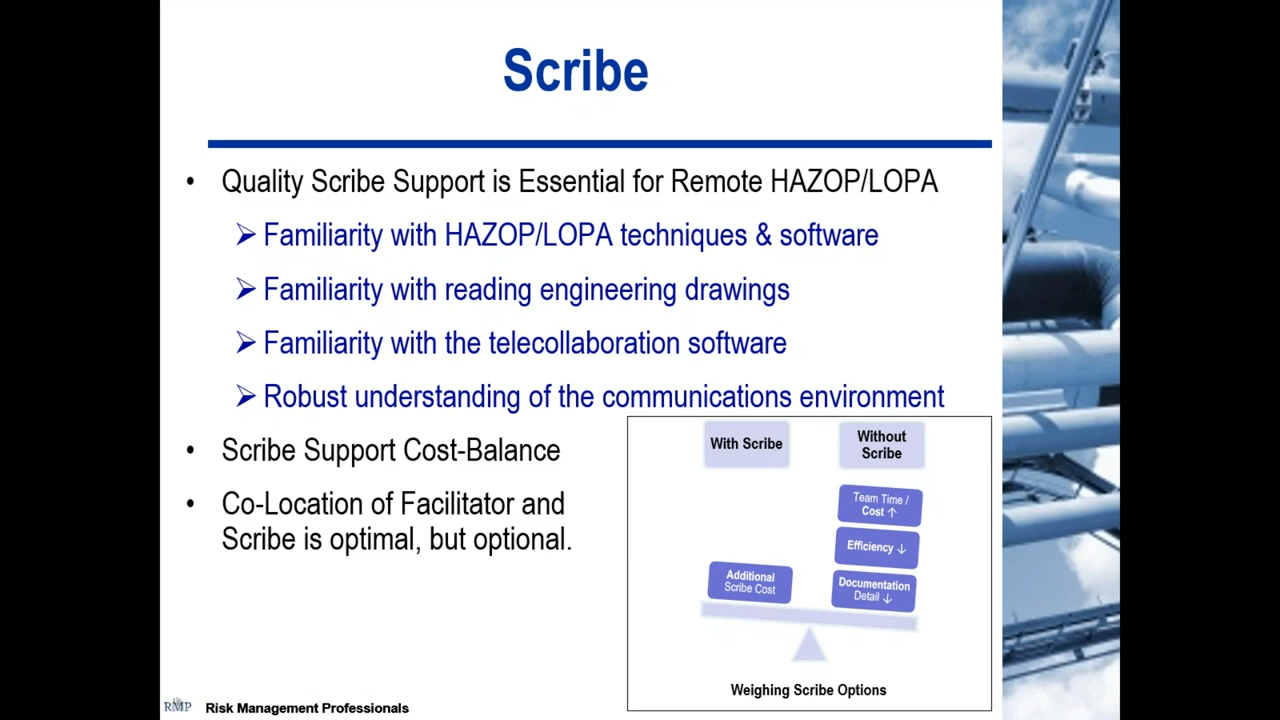 Scribe
• Quality Scribe Support is Essential for Remote HAZOP/LOPA
➢ Familiarity with HAZOP/LOPA techniques & software
➢ Familiarity with reading engineering drawings
➢ Familiarity with the telecollaboration software
➢ Robust understanding of the communications environment
• Scribe Support Cost-Balance
• Co-Location of Facilitator and
Scribe is optimal, but optional.
With Scribe
Without
Scribe
Team Time /
Cost ↑
Efficiency ↓
Additional
Scribe Cost
Documentation
Detail ↓
Weighing Scribe Options
RMP
Risk Management Professionals